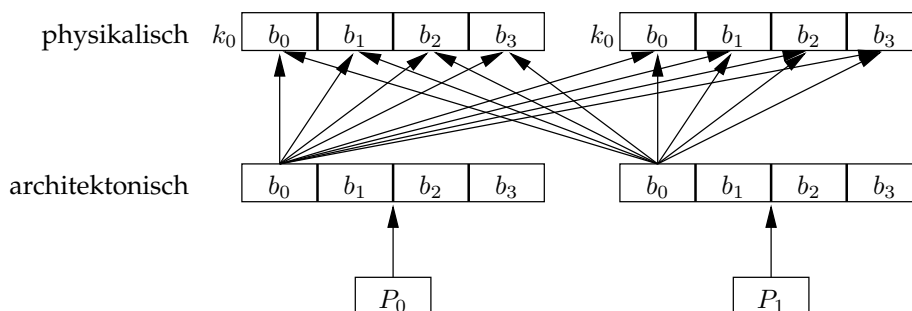 physikalisch k₀ b₀ b₁ b₂ b₃ k₀ b₀ b₁ b₂ b₃
architektonisch b₀ b₁ b₂ b₃ b₀ b₁ b₂ b₃
P₀ P₁